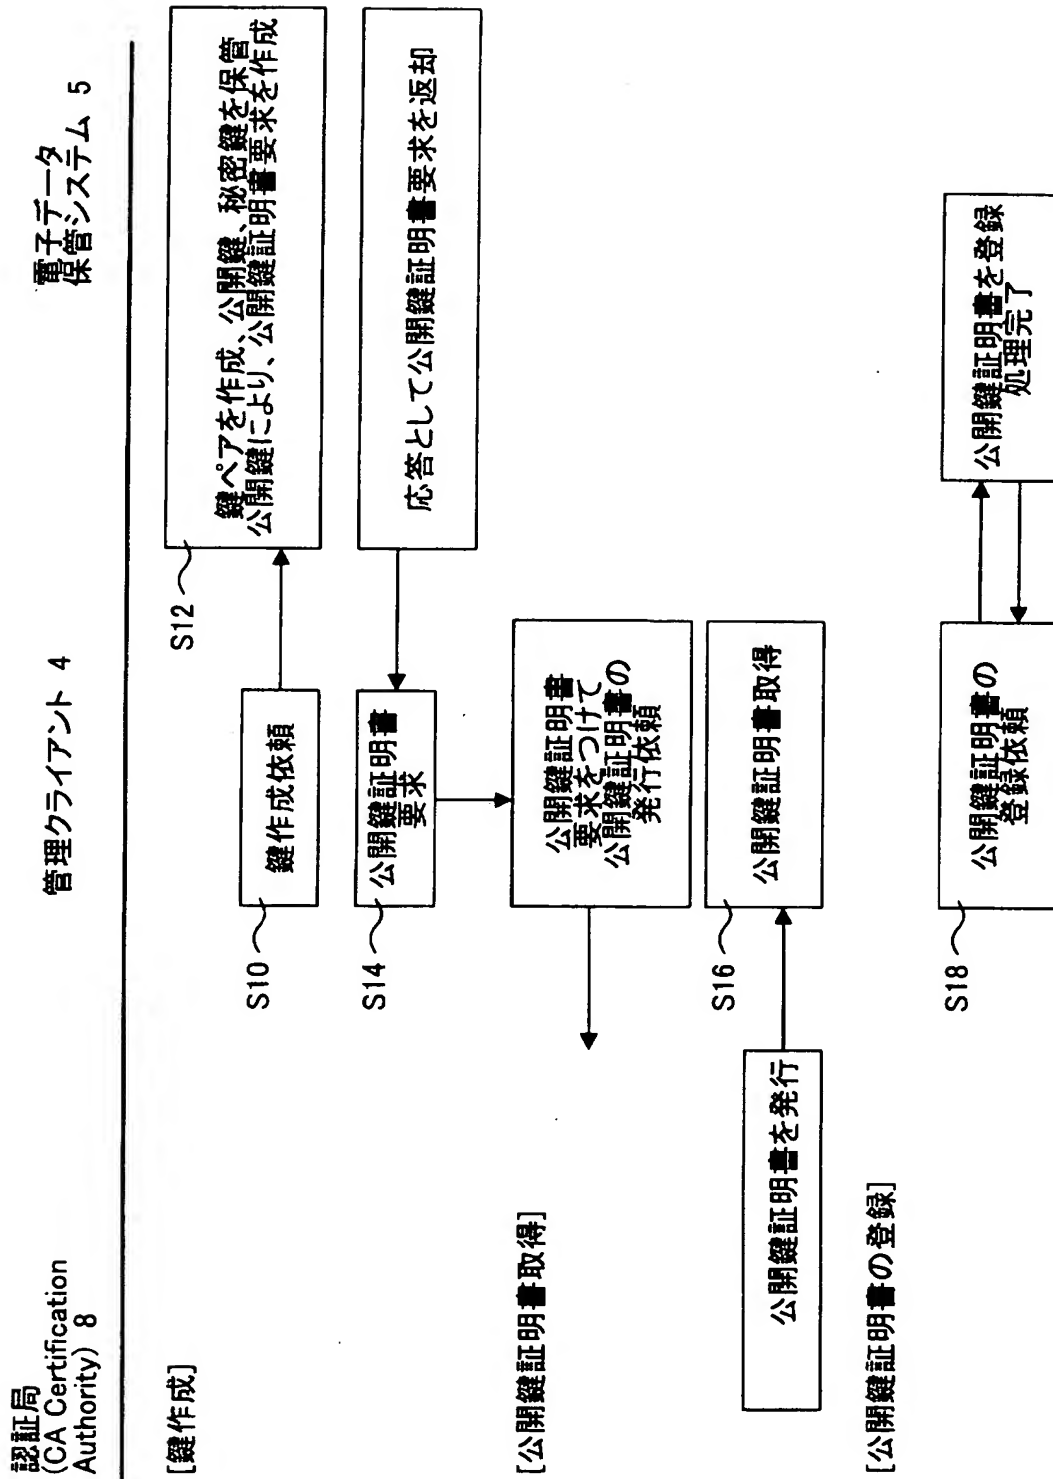 認証局
(CA Certification
Authority) 8
管理クライアント 4
電子データ
保管システム 5
[鍵作成]
S10
鍵作成依頼
S12
鍵ペアを作成、公開鍵、秘密鍵を保管
公開鍵により、公開鍵証明書要求を作成
応答として公開鍵証明書要求を返却
S14
公開鍵証明書
要求
[公開鍵証明書取得]
公開鍵証明書
要求をつけて
公開鍵証明書の
発行依頼
公開鍵証明書を発行
S16
公開鍵証明書取得
[公開鍵証明書の登録]
S18
公開鍵証明書の
登録依頼
公開鍵証明書を登録
処理完了